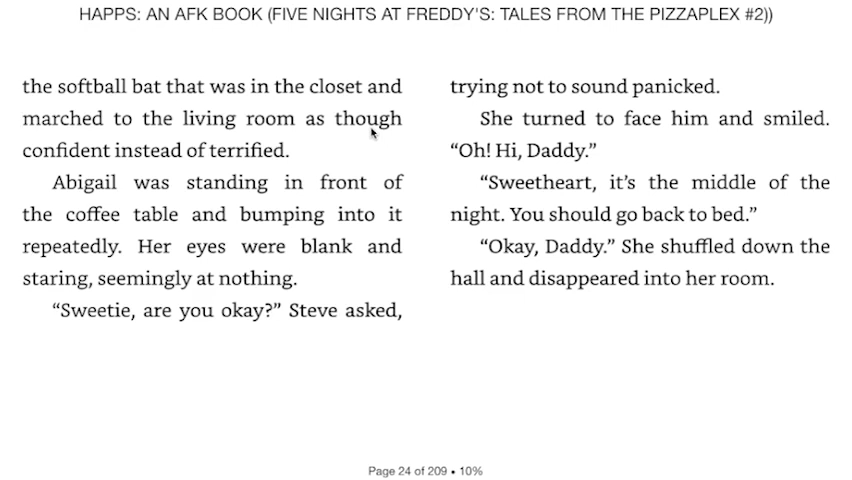 HAPPS: AN AFK BOOK (FIVE NIGHTS AT FREDDY'S: TALES FROM THE PIZZAPLEX #2))
the softball bat that was in the closet and
marched to the living room as though
confident instead of terrified.
Abigail was standing in front of
the coffee table and bumping into it
repeatedly. Her eyes were blank and
staring, seemingly at nothing.
“Sweetie, are you okay?” Steve asked,
trying not to sound panicked.
She turned to face him and smiled.
“Oh! Hi, Daddy.”
“Sweetheart, it’s the middle of the
night. You should go back to bed.”
“Okay, Daddy.” She shuffled down the
hall and disappeared into her room.
Page 24 of 209 • 10%